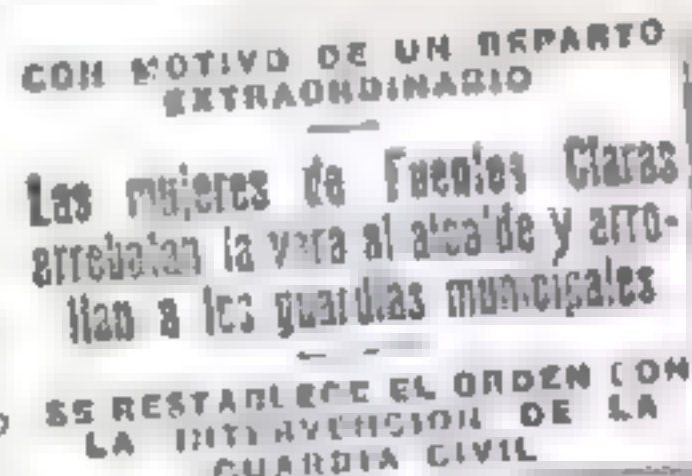 CON MOTIVO DE UN REPARTO
EXTRAORDINARIO
Las mujeres de Fuentes Claras
arrebatan la vara al alcalde y arro-
llan a los guardias municipales
SE RESTABLECE EL ORDEN CON
LA INTERVENCION DE LA
GUARDIA CIVIL